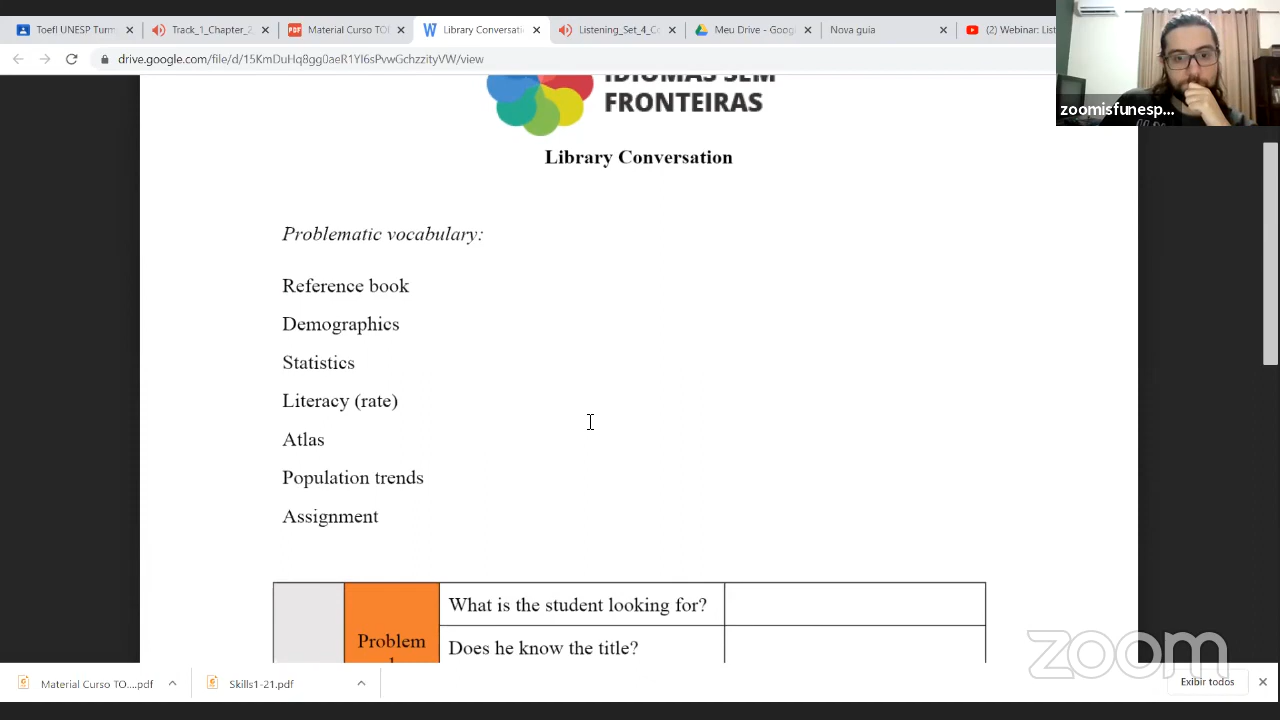 Toefl UNESP Turm
Track_1_Chapter_2
Material Curso TO
Library Conversati
Listening_Set_4_C
Meu Drive - Goog
Nova guia
(2) Webinar: List
drive.google.com/file/d/15KmDuHq8gg0aeR1YI6sPvwGchzzityVW/view
zoomisfunesp...
IDIOMAS SEM
FRONTEIRAS
Library Conversation
Problematic vocabulary:
Reference book
Demographics
Statistics
Literacy (rate)
Atlas
Population trends
Assignment
What is the student looking for?
Problem
Does he know the title?
zoom
Material Curso TO....pdf
Skills1-21.pdf
Exibir todos